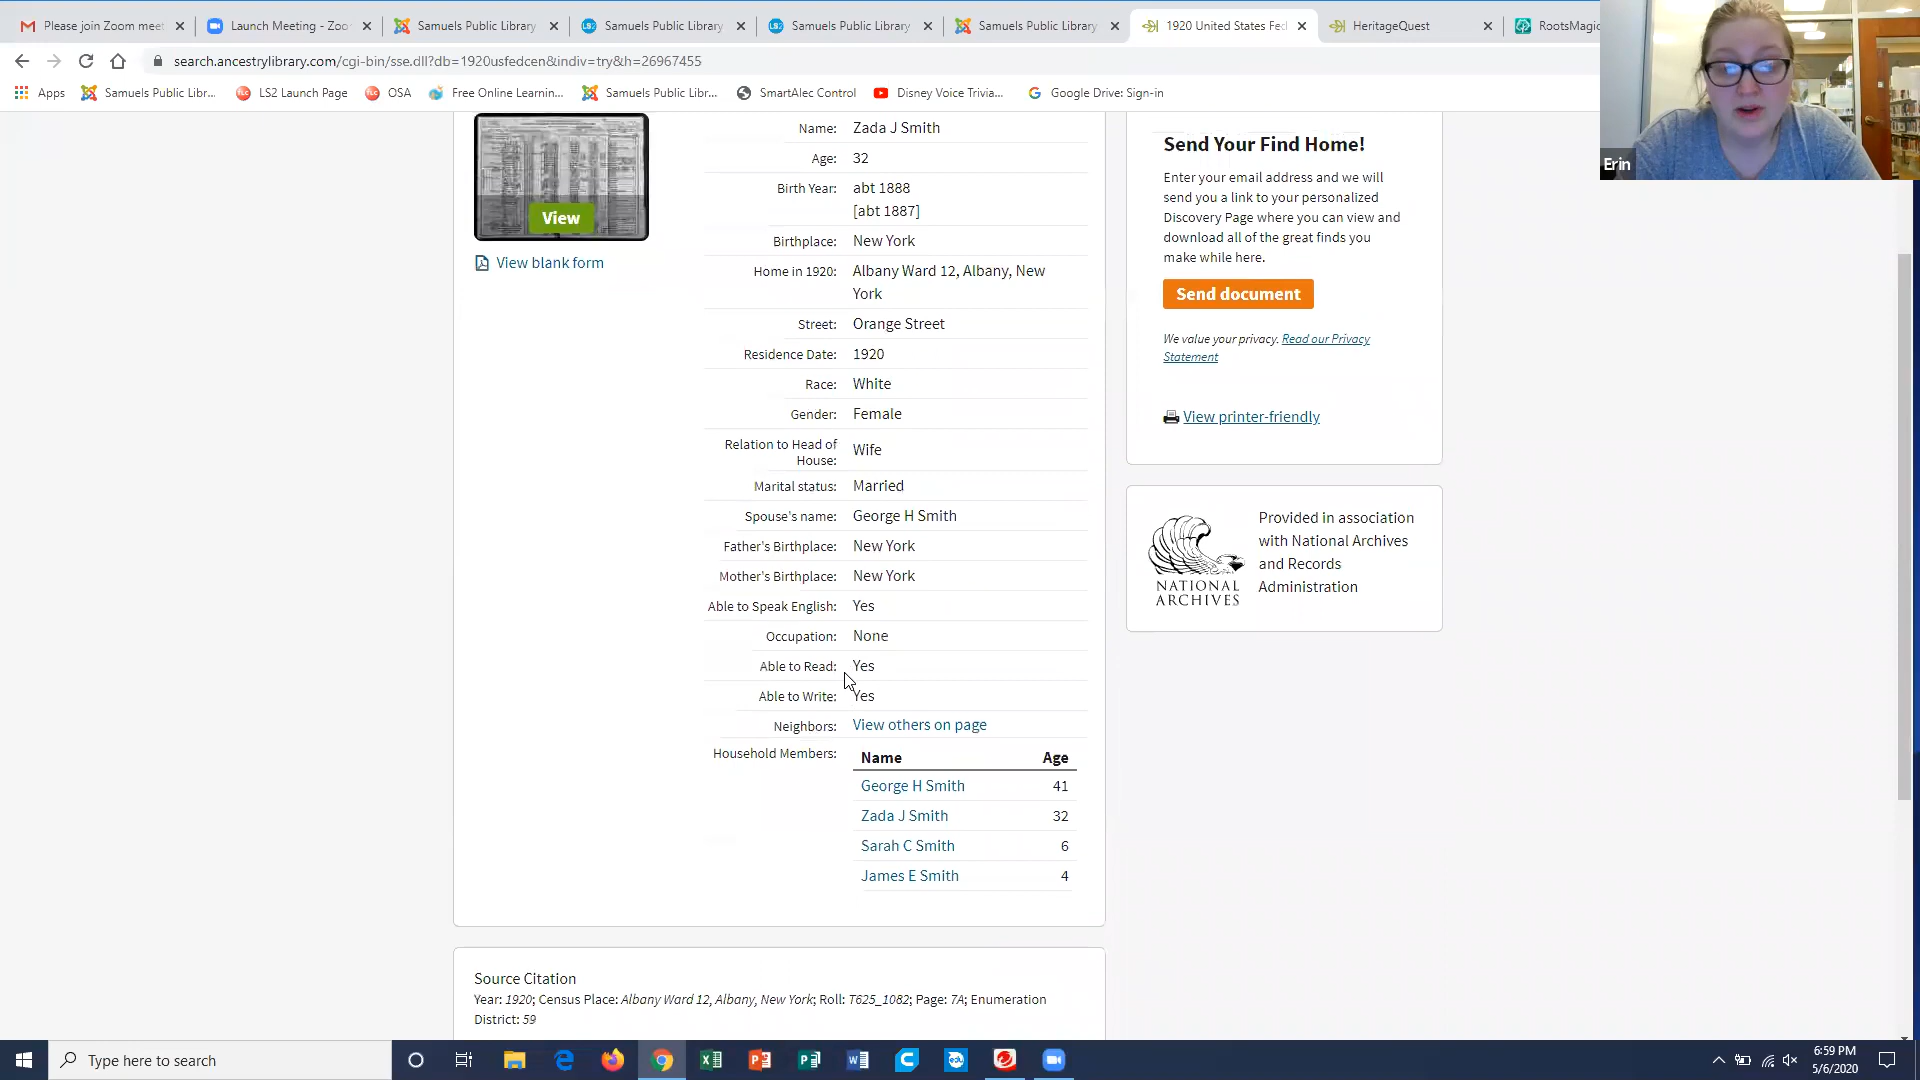 Please join Zoom meet
Launch Meeting - Zoo
Samuels Public Library
Samuels Public Library
Samuels Public Library
Samuels Public Library
1920 United States Fed
HeritageQuest
RootsMagic
search.ancestrylibrary.com/cgi-bin/sse.dll?db=1920usfedcen&indiv=try&h=26967455
Apps
Samuels Public Libr...
LS2 Launch Page
OSA
Free Online Learnin...
Samuels Public Libr...
SmartAlec Control
Disney Voice Trivia...
Google Drive: Sign-in
Erin
View
View blank form
Name: Zada J Smith
Age: 32
Birth Year: abt 1888
[abt 1887]
Birthplace: New York
Home in 1920: Albany Ward 12, Albany, New
York
Street: Orange Street
Residence Date: 1920
Race: White
Gender: Female
Relation to Head of
House: Wife
Marital status: Married
Spouse's name: George H Smith
Father's Birthplace: New York
Mother's Birthplace: New York
Able to Speak English: Yes
Occupation: None
Able to Read: Yes
Able to Write: Yes
Neighbors: View others on page
Household Members:
Name Age
George H Smith 41
Zada J Smith 32
Sarah C Smith 6
James E Smith 4
Source Citation
Year: 1920; Census Place: Albany Ward 12, Albany, New York; Roll: T625_1082; Page: 7A; Enumeration
District: 59
Send Your Find Home!
Enter your email address and we will
send you a link to your personalized
Discovery Page where you can view and
download all of the great finds you
make while here.
Send document
We value your privacy. Read our Privacy
Statement
View printer-friendly
NATIONAL
ARCHIVES
Provided in association
with National Archives
and Records
Administration
Type here to search
6:59 PM
5/6/2020